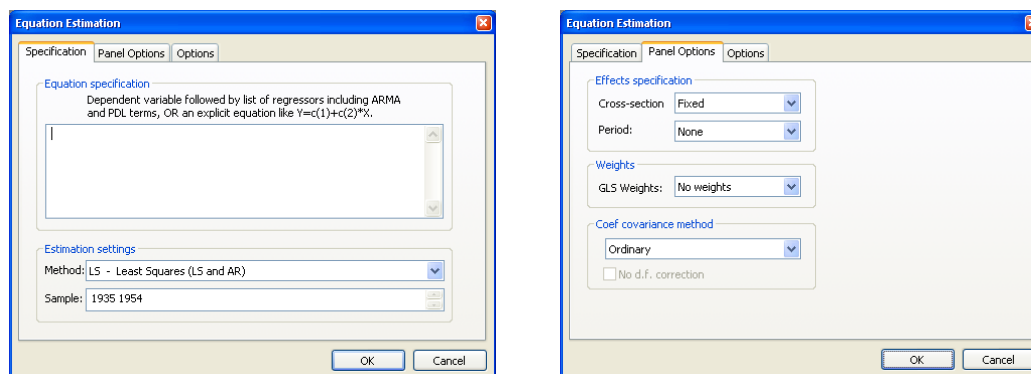 Equation Estimation
Specification Panel Options Options
Equation specification
Dependent variable followed by list of regressors including ARMA
and PDL terms, OR an explicit equation like Y=c(1)+c(2)*X.
Estimation settings
Method: LS - Least Squares (LS and AR)
Sample: 1935 1954
OK Cancel
Equation Estimation
Specification Panel Options Options
Effects specification
Cross-section Fixed
Period: None
Weights
GLS Weights: No weights
Coef covariance method
Ordinary
No d.f. correction
OK Cancel